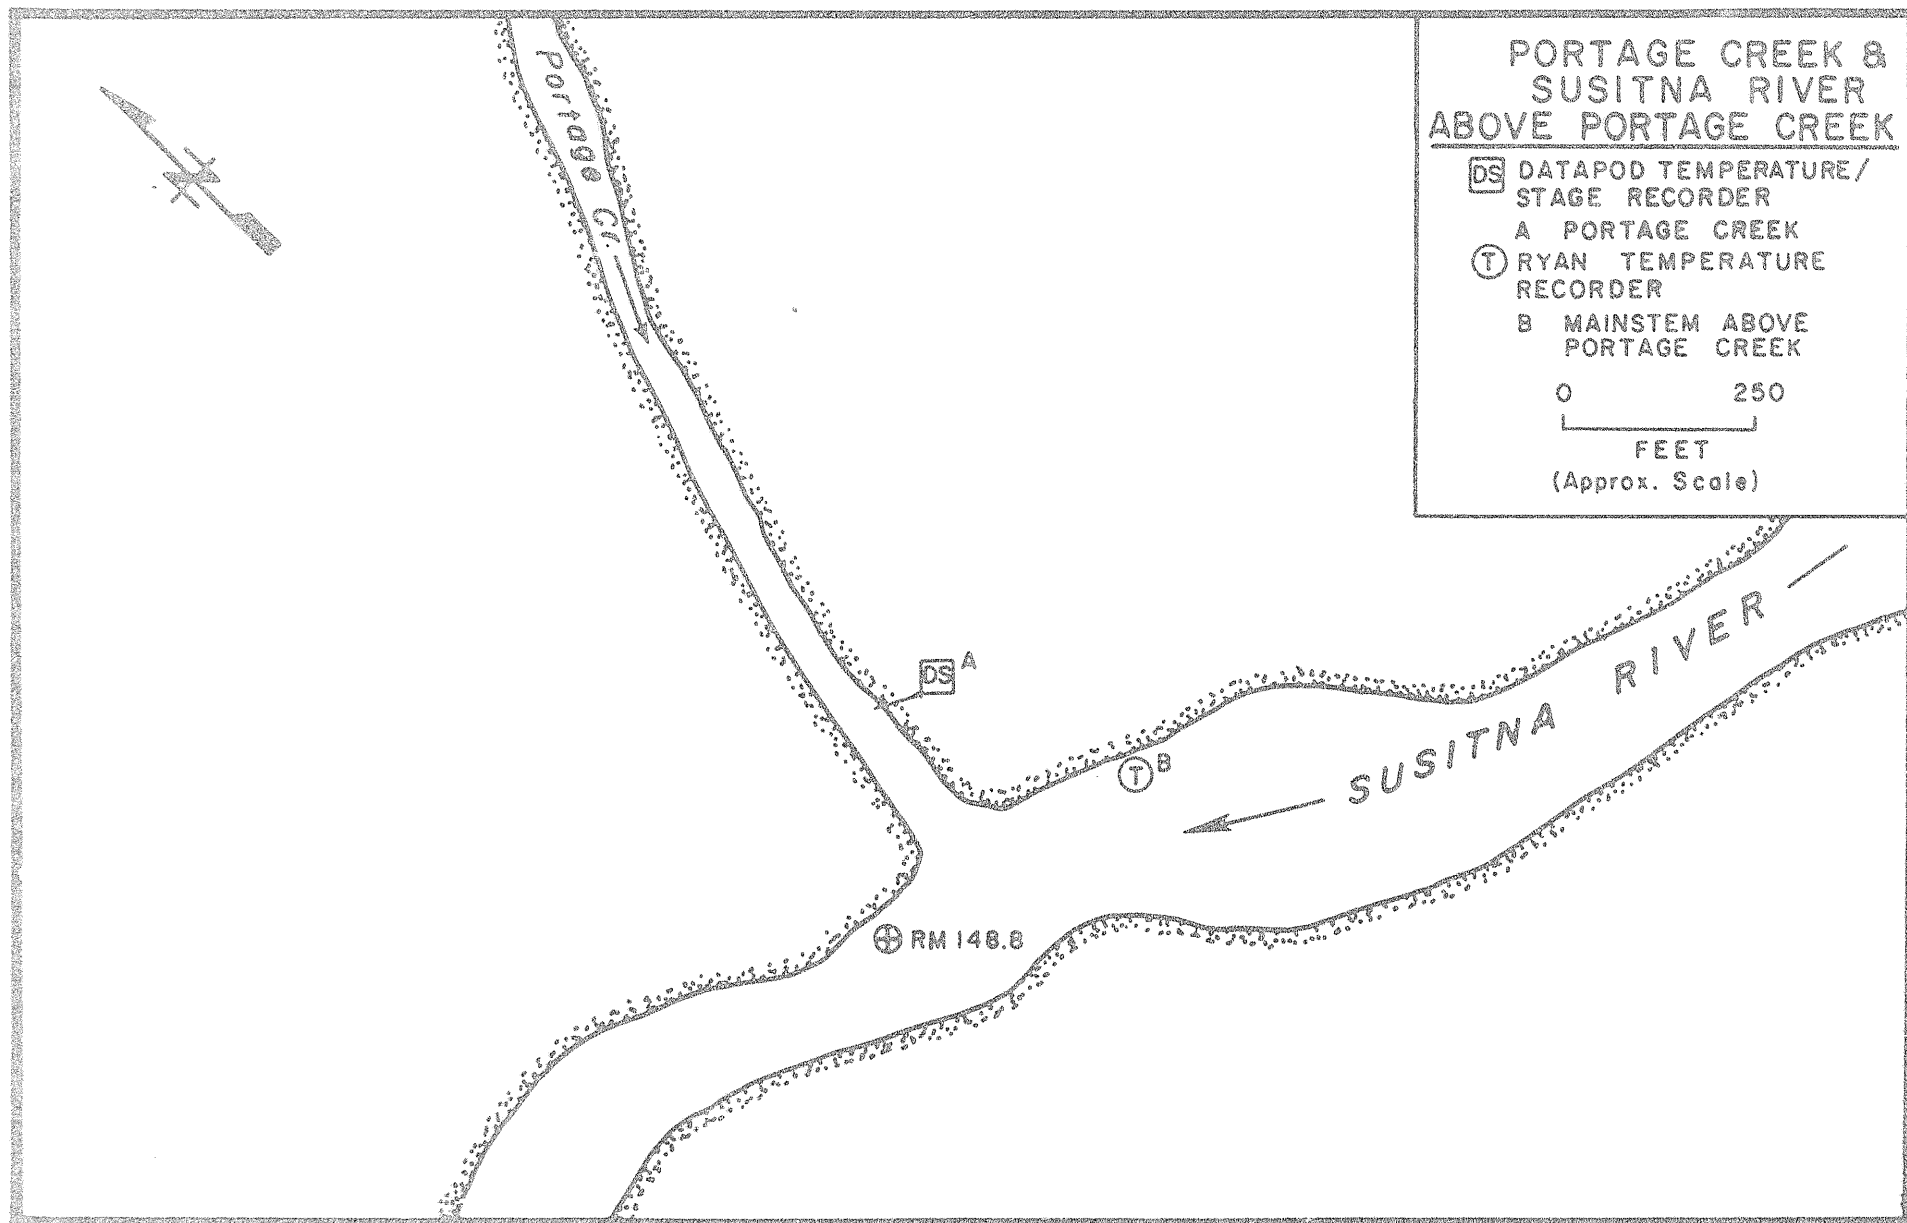 PORTAGE CREEK &
SUSITNA RIVER
ABOVE PORTAGE CREEK
DS DATAPOD TEMPERATURE/
STAGE RECORDER
A PORTAGE CREEK
T RYAN TEMPERATURE
RECORDER
B MAINSTEM ABOVE
PORTAGE CREEK
0 250
FEET
(Approx. Scale)
Portage Cr.
N
DS A
T B
SUSITNA RIVER
RM 148.8